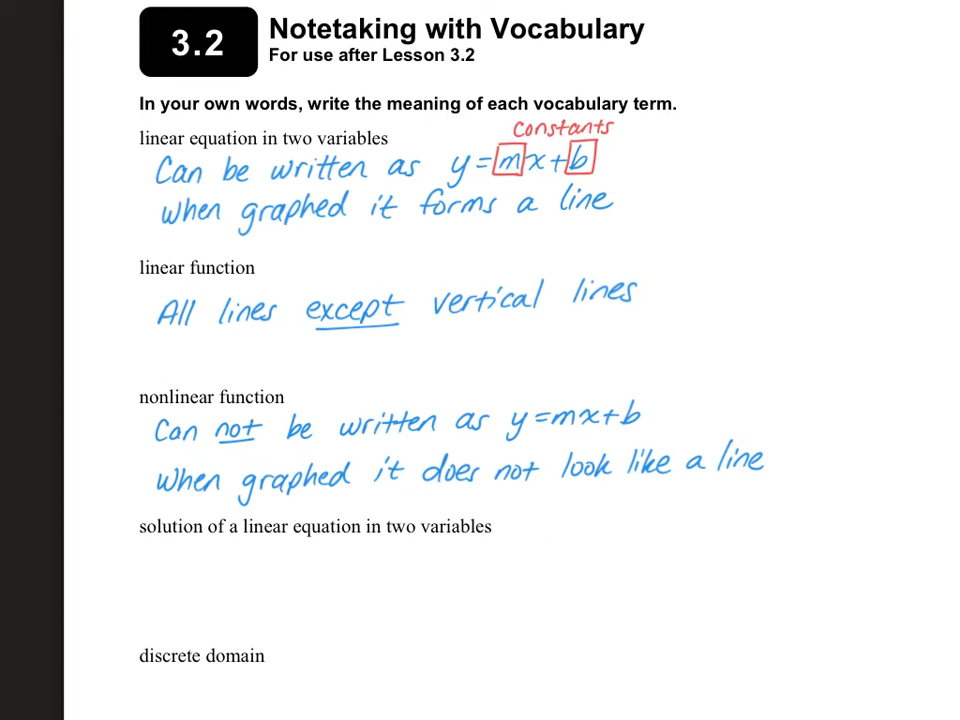 3.2
Notetaking with Vocabulary
For use after Lesson 3.2
In your own words, write the meaning of each vocabulary term.
linear equation in two variables
constants
Can be written as y=mx+b
When graphed it forms a line
linear function
All lines except vertical lines
nonlinear function
Can not be written as y=mx+b
When graphed it does not look like a line
solution of a linear equation in two variables
discrete domain